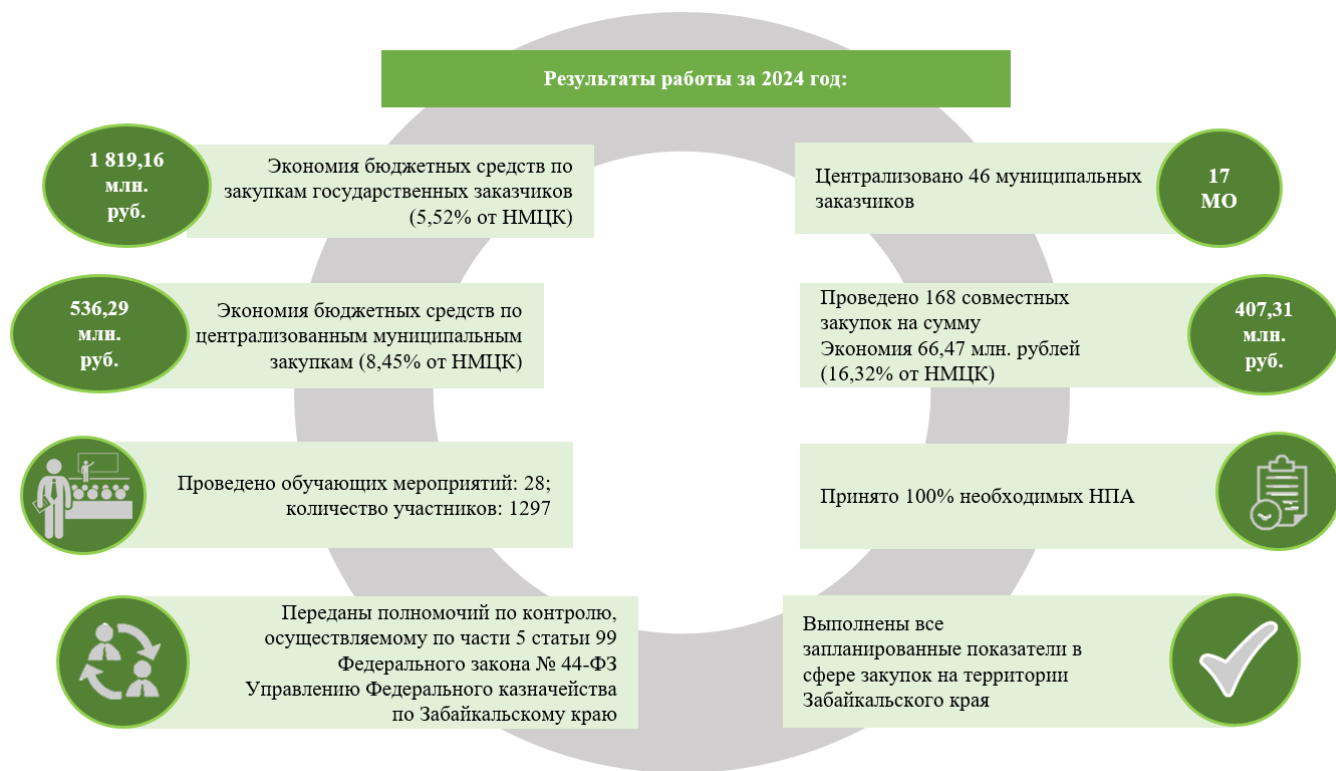 Результаты работы за 2024 год:
1 819,16
млн.
руб.
Экономия бюджетных средств по
закупкам государственных заказчиков
(5,52% от НМЦК)
Централизовано 46 муниципальных
заказчиков
17
МО
536,29
млн.
руб.
Экономия бюджетных средств по
централизованным муниципальным
закупкам (8,45% от НМЦК)
Проведено 168 совместных
закупок на сумму
Экономия 66,47 млн. рублей
(16,32% от НМЦК)
407,31
млн.
руб.
Проведено обучающих мероприятий: 28;
количество участников: 1297
Принято 100% необходимых НПА
Переданы полномочий по контролю,
осуществляемому по части 5 статьи 99
Федерального закона № 44-ФЗ
Управлению Федерального казначейства
по Забайкальскому краю
Выполнены все
запланированные показатели в
сфере закупок на территории
Забайкальского края